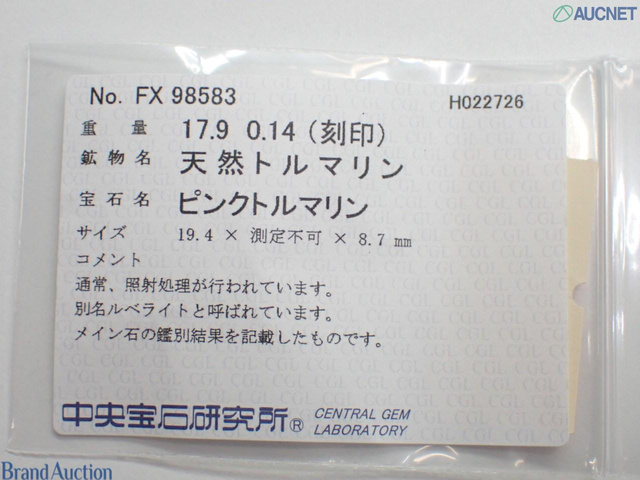 AUCNET
No. FX 98583 H022726
重量 17.9 0.14 (刻印)
鉱物名 天然トルマリン
宝石名 ピンクトルマリン
サイズ 19.4 × 測定不可 × 8.7 mm
コメント
通常、照射処理が行われています。
別名ルベライトと呼ばれています。
メイン石の鑑別結果を記載したものです。
中央宝石研究所® CENTRAL GEM
LABORATORY
Brand Auction